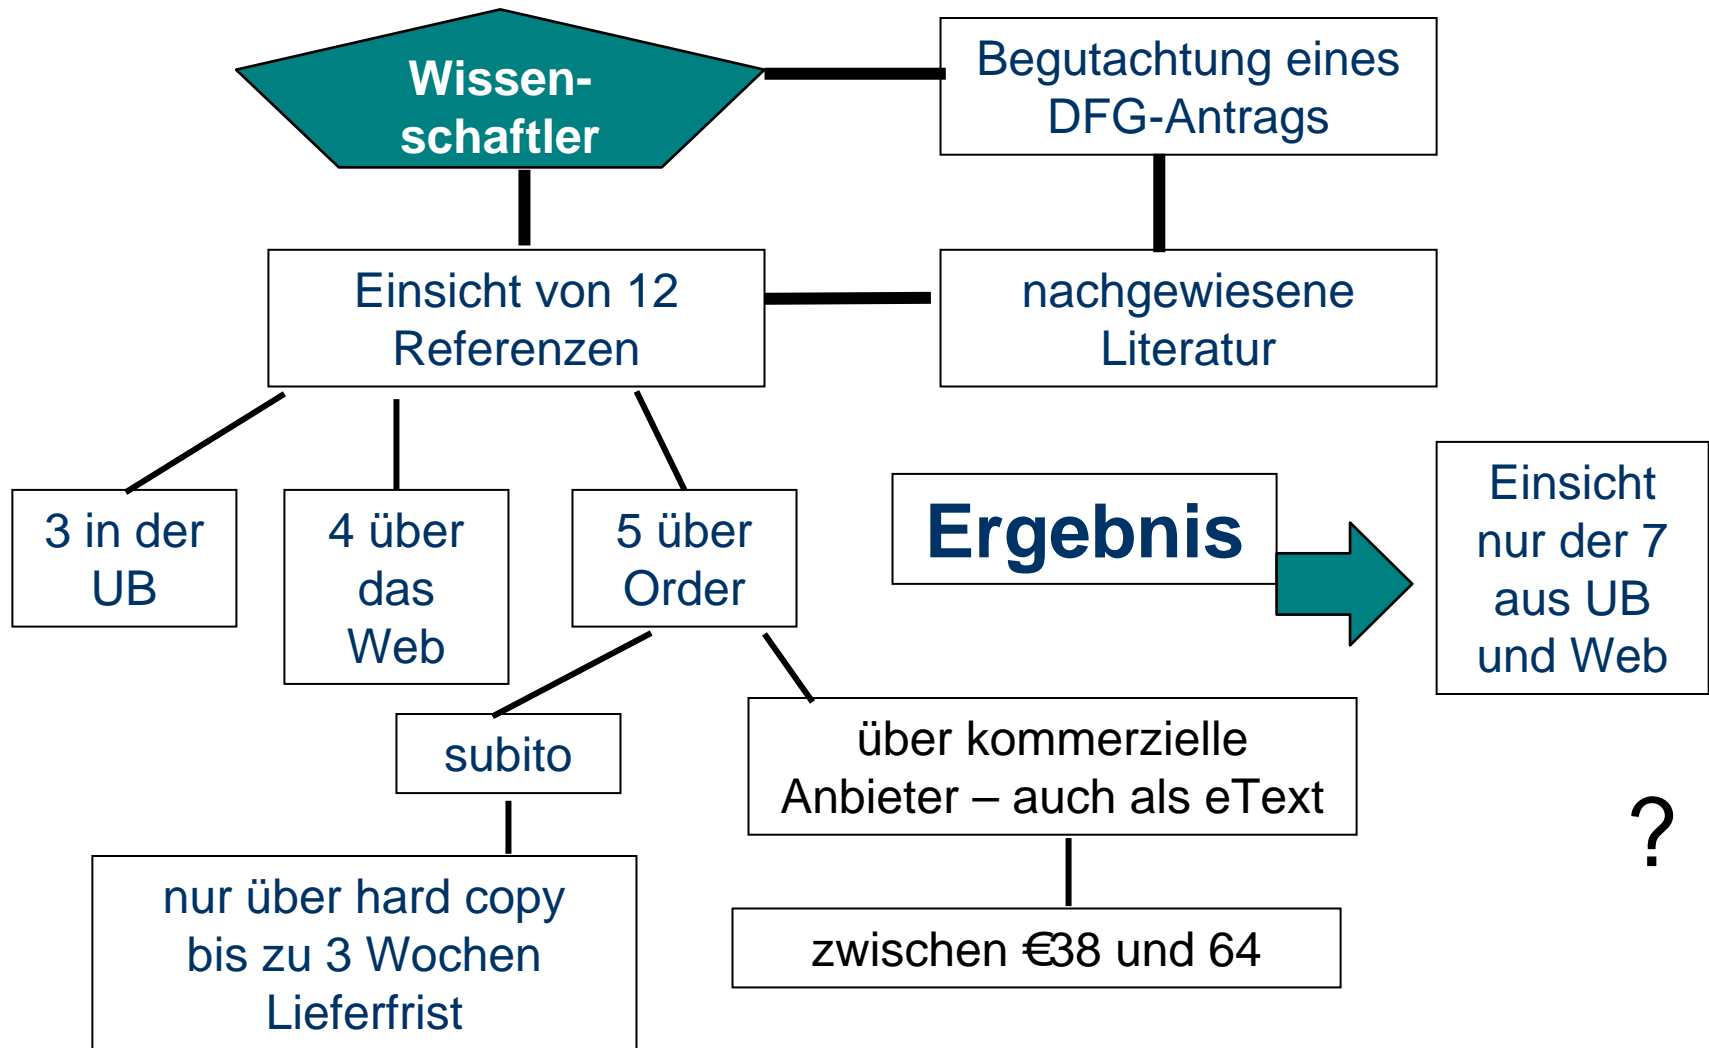 Wissen-
schaftler
Begutachtung eines
DFG-Antrags
Einsicht von 12
Referenzen
nachgewiesene
Literatur
3 in der
UB
4 über
das
Web
5 über
Order
Ergebnis
Einsicht
nur der 7
aus UB
und Web
subito
über kommerzielle
Anbieter – auch als eText
?
nur über hard copy
bis zu 3 Wochen
Lieferfrist
zwischen €38 und 64